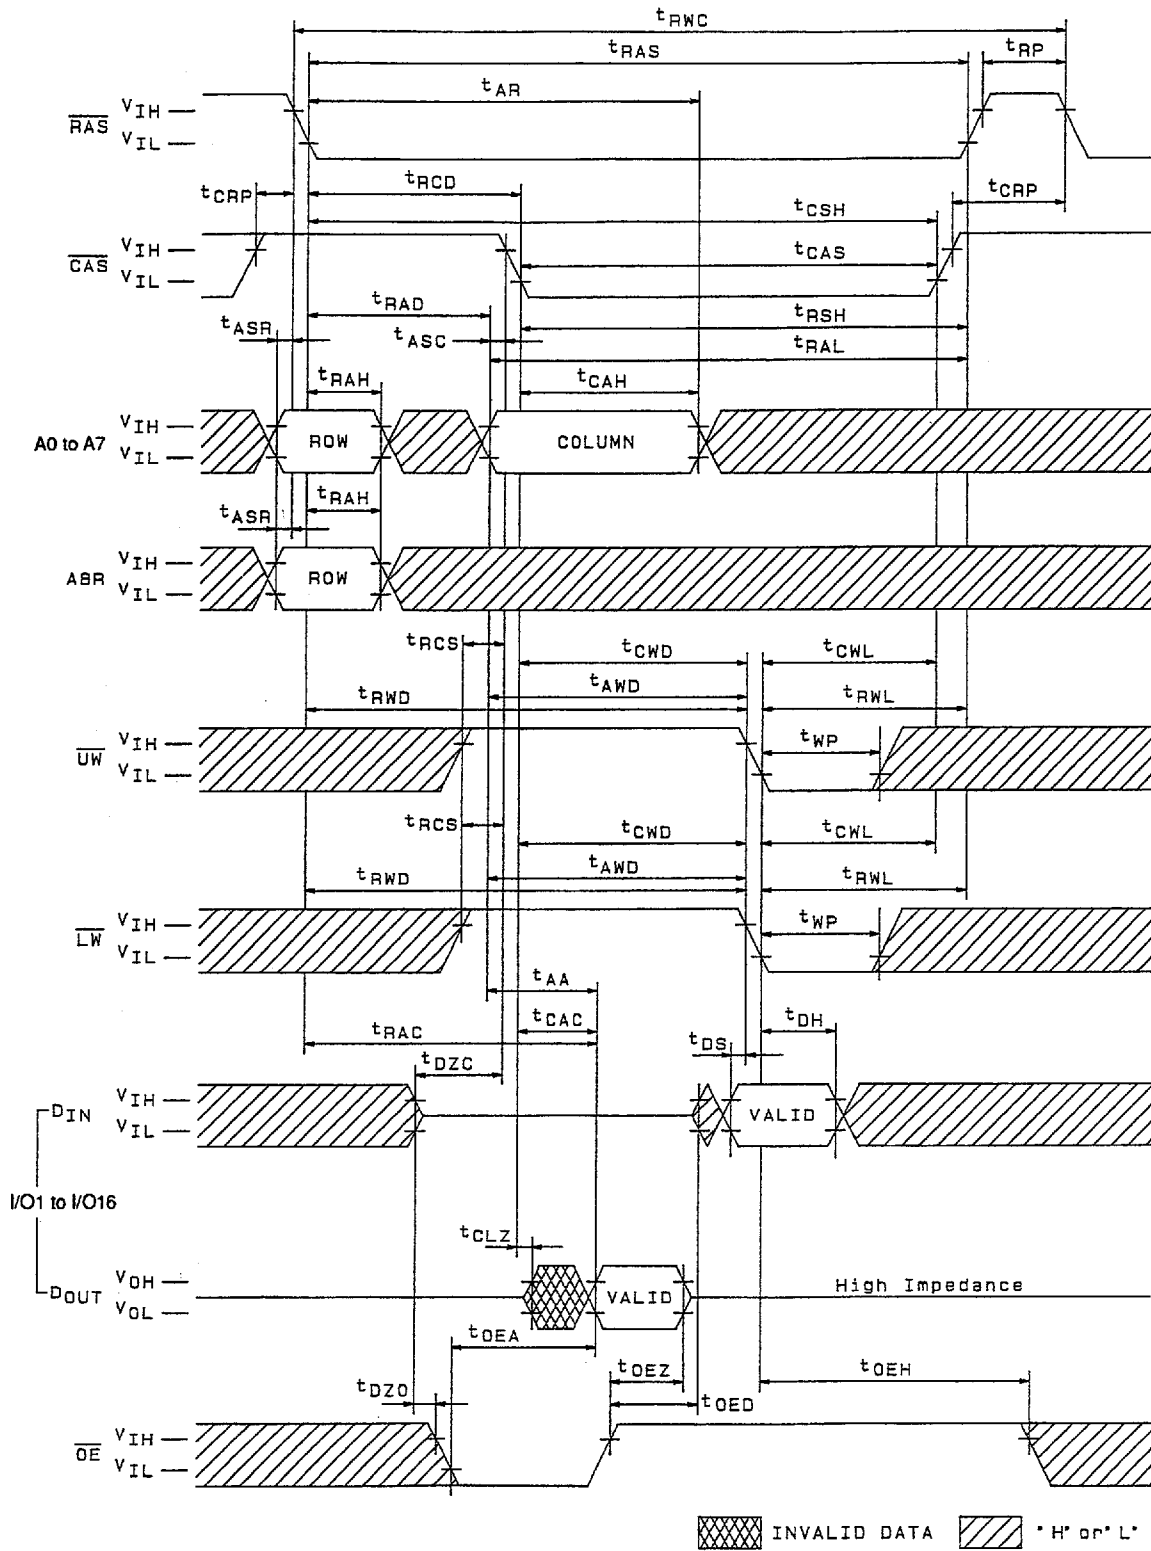 tRWC
tRAS
tRP
tAR
RAS
VIH
VIL
tCRP
tRCD
tCRP
tCSH
CAS
VIH
VIL
tCAS
tRAD
tRSH
tASR
tASC
tRAL
tRAH
tCAH
A0 to A7
VIH
VIL
ROW
COLUMN
tASR
tRAH
A8R
VIH
VIL
ROW
tRCS
tCWD
tCWL
tAWD
tRWD
tRWL
UW
VIH
VIL
tWP
tRCS
tCWD
tCWL
tAWD
tRWD
tRWL
LW
VIH
VIL
tWP
tAA
tCAC
tRAC
tDH
tDS
tDZC
DIN
VIH
VIL
VALID
I/O1 to I/O16
tCLZ
DOUT
VOH
VOL
VALID
High Impedance
tOEA
tOEZ
tOEH
tDZO
tOED
OE
VIH
VIL
INVALID DATA
"H" or "L"